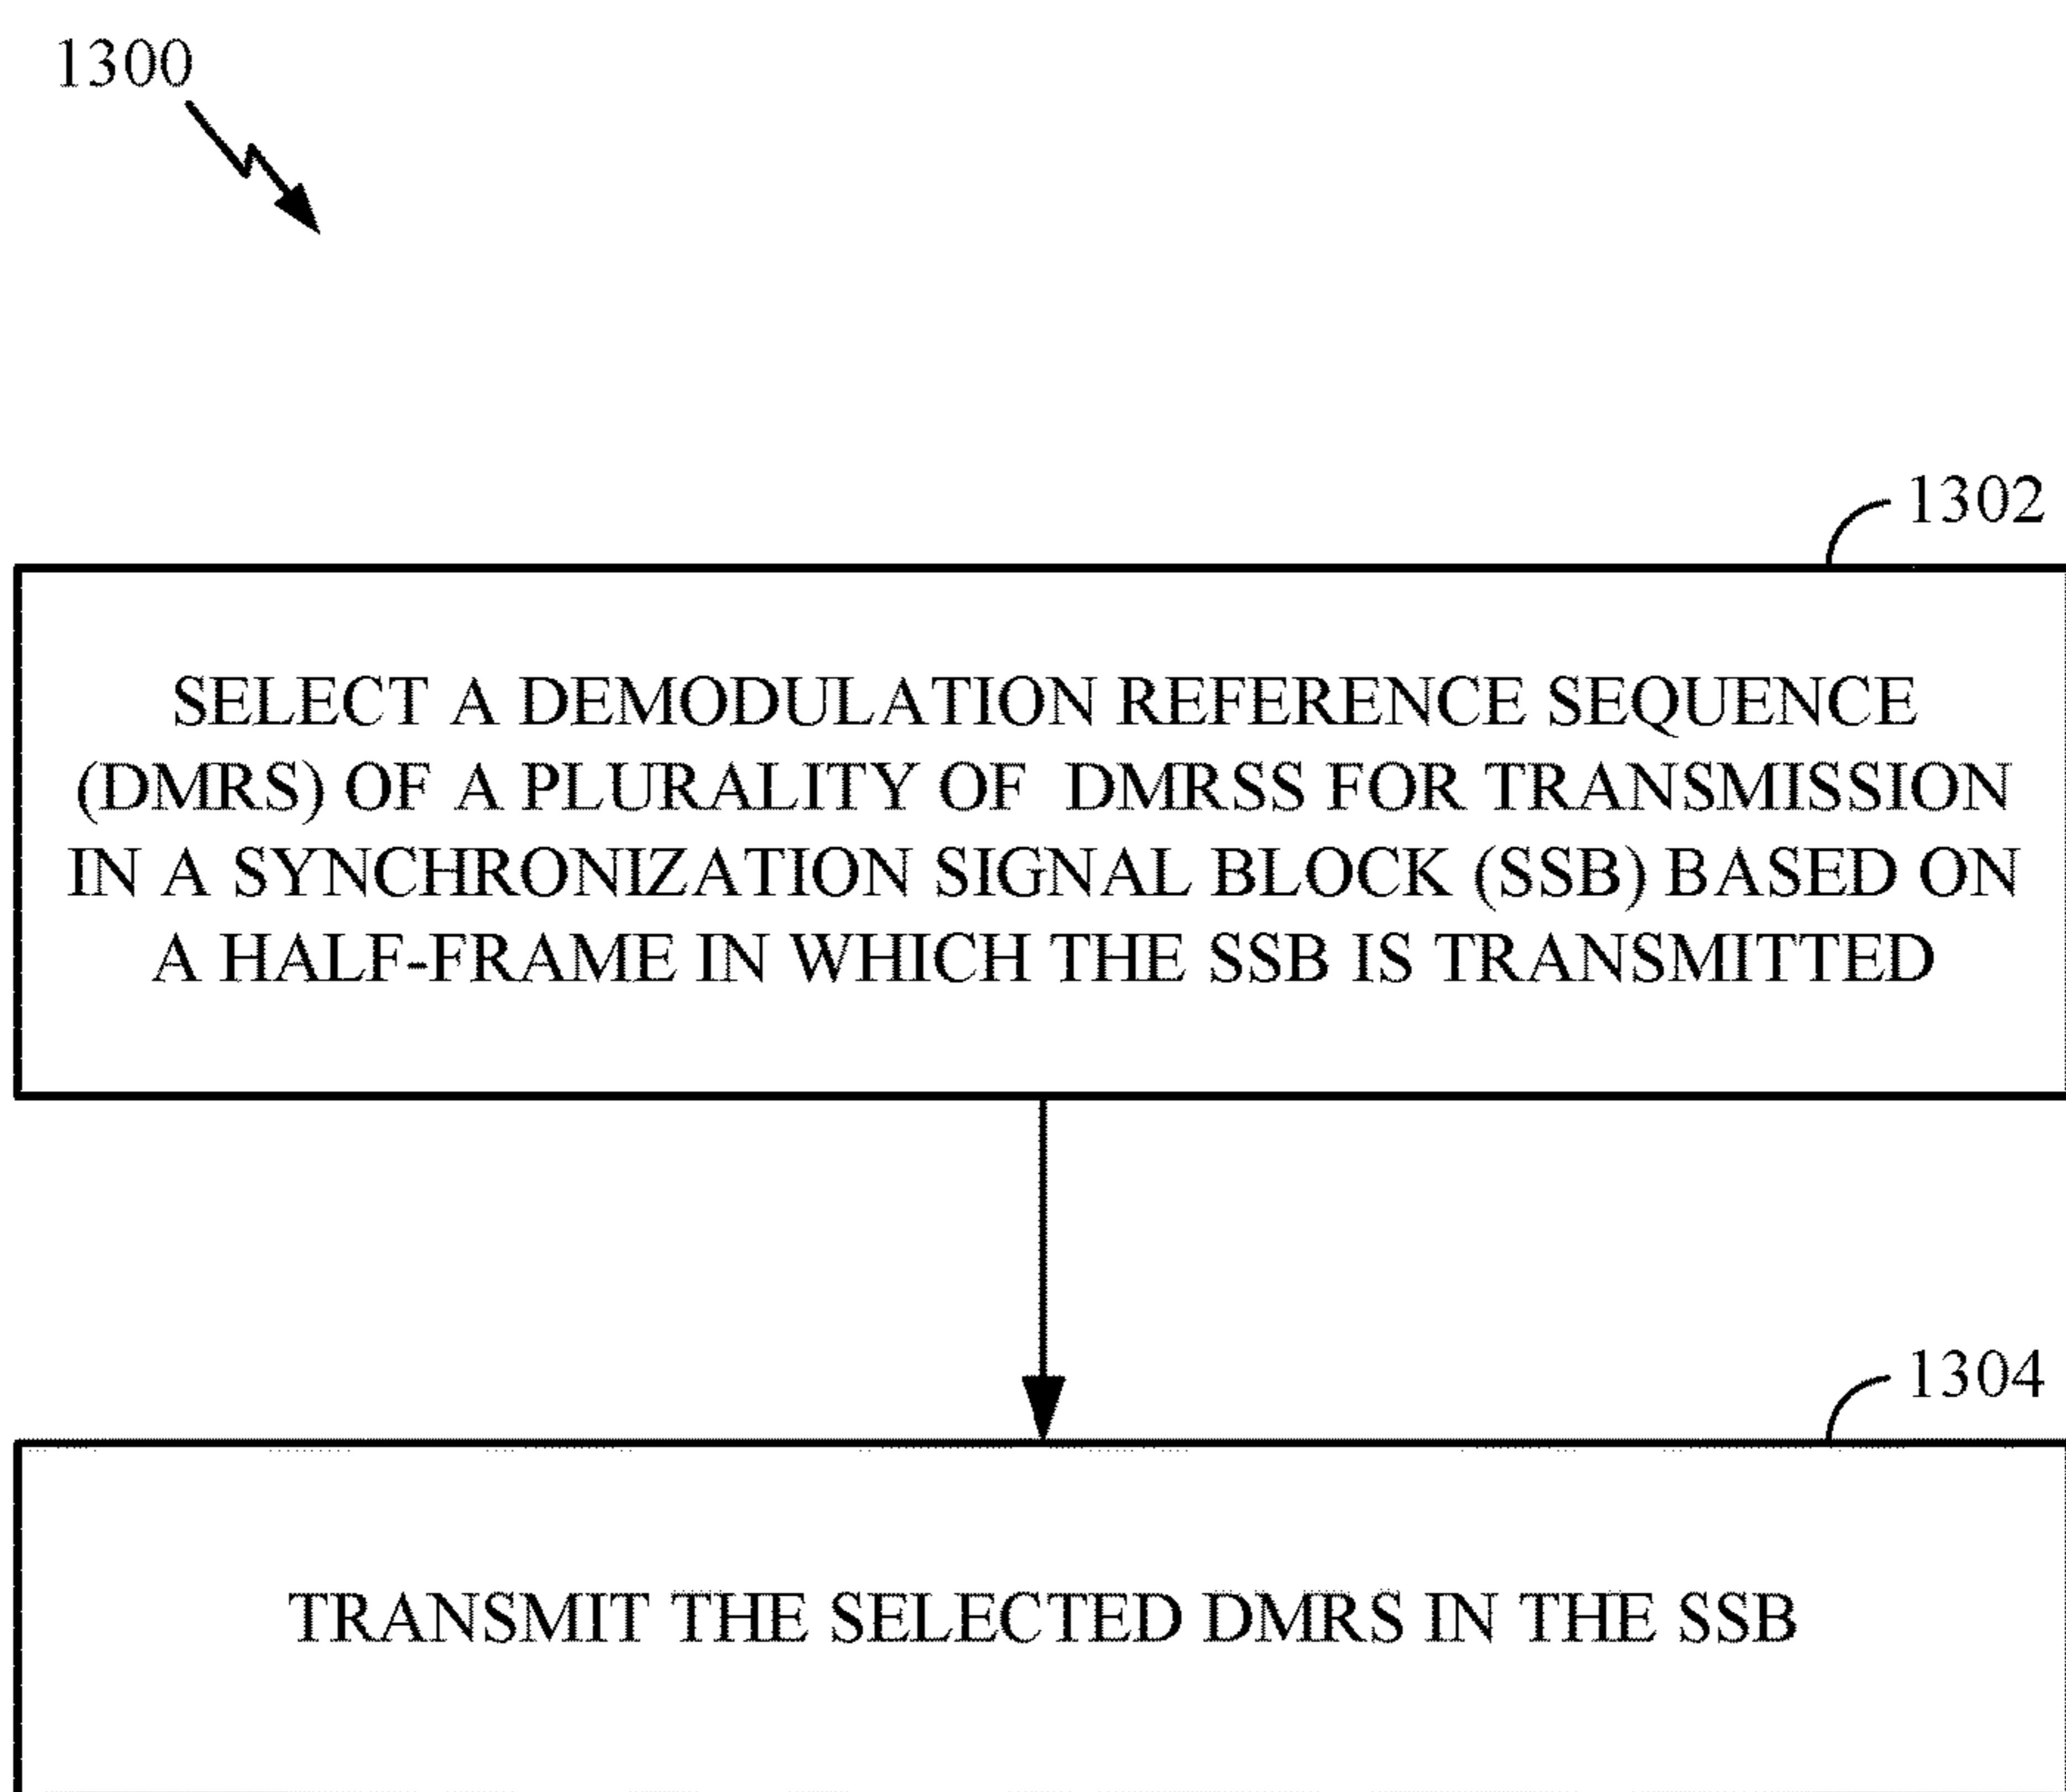 1300
1302
SELECT A DEMODULATION REFERENCE SEQUENCE
(DMRS) OF A PLURALITY OF DMRSS FOR TRANSMISSION
IN A SYNCHRONIZATION SIGNAL BLOCK (SSB) BASED ON
A HALF-FRAME IN WHICH THE SSB IS TRANSMITTED
1304
TRANSMIT THE SELECTED DMRS IN THE SSB